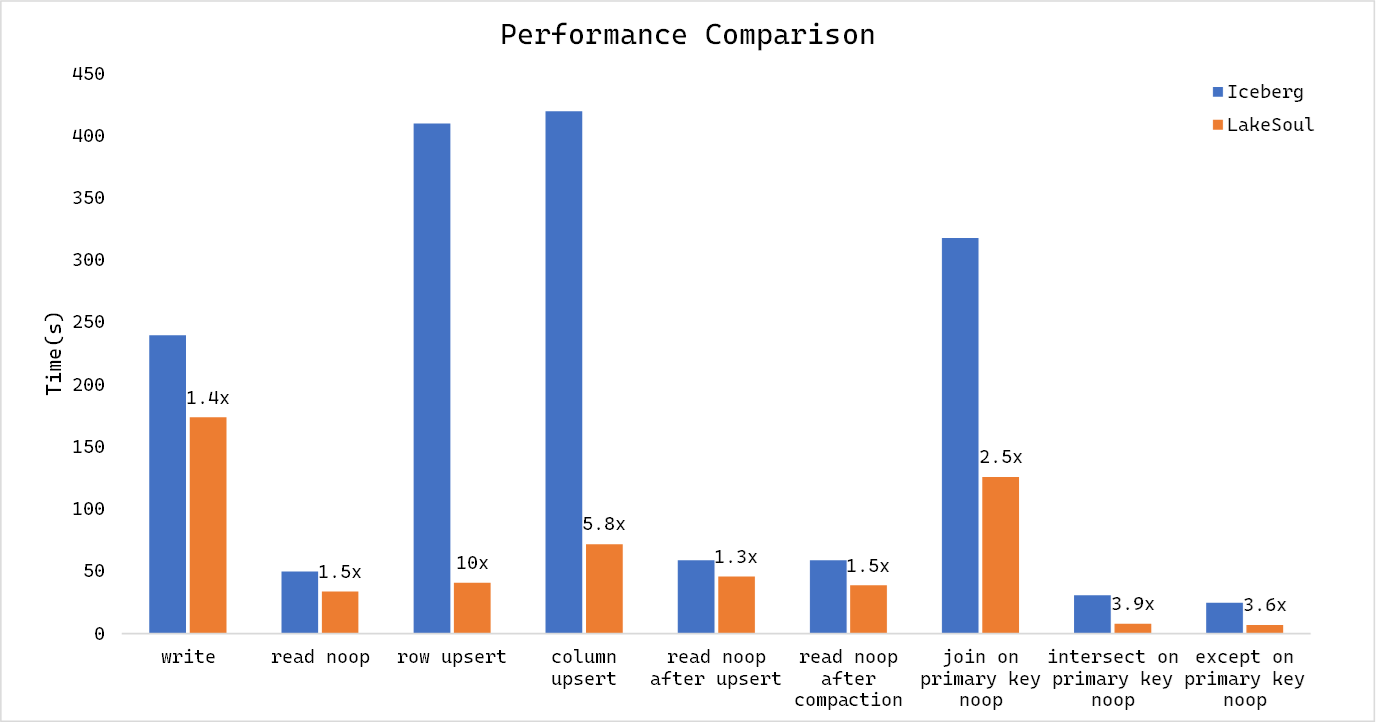 Performance Comparison
Iceberg
LakeSoul
Time(s)
450
400
350
300
250
200
150
100
50
0
1.4x
1.5x
10x
5.8x
1.3x
1.5x
2.5x
3.9x
3.6x
write
read noop
row upsert
column
upsert
read noop
after upsert
read noop
after
compaction
join on
primary key
noop
intersect on
primary key
noop
except on
primary key
noop